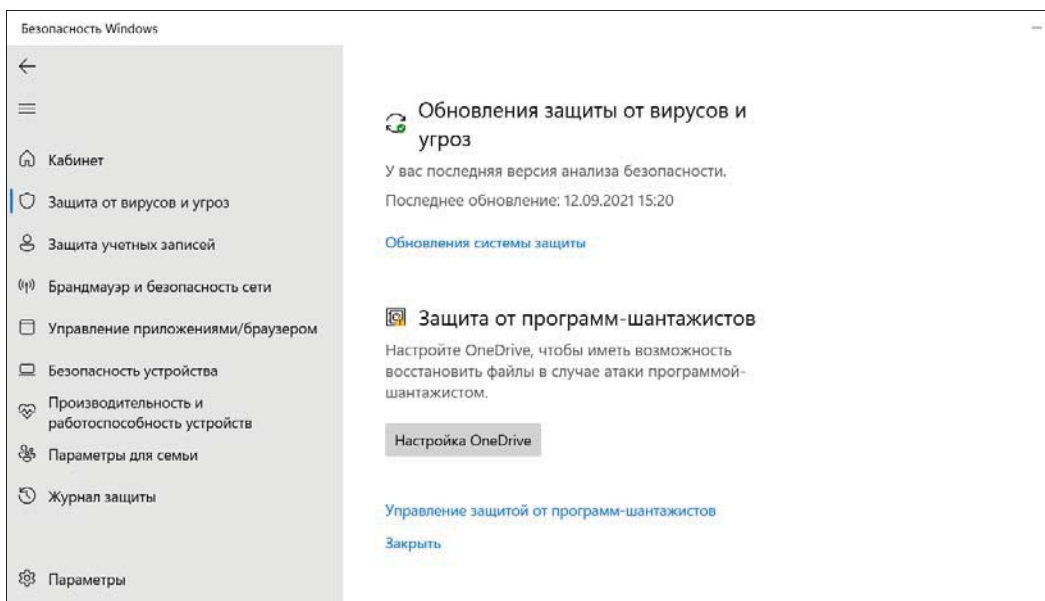 Безопасность Windows
Кабинет
Защита от вирусов и угроз
Защита учетных записей
Брандмауэр и безопасность сети
Управление приложениями/браузером
Безопасность устройства
Производительность и
работоспособность устройств
Параметры для семьи
Журнал защиты
Параметры
Обновления защиты от вирусов и
угроз
У вас последняя версия анализа безопасности.
Последнее обновление: 12.09.2021 15:20
Обновления системы защиты
Защита от программ-шантажистов
Настройте OneDrive, чтобы иметь возможность
восстановить файлы в случае атаки программой-
шантажистом.
Настройка OneDrive
Управление защитой от программ-шантажистов
Закрыть